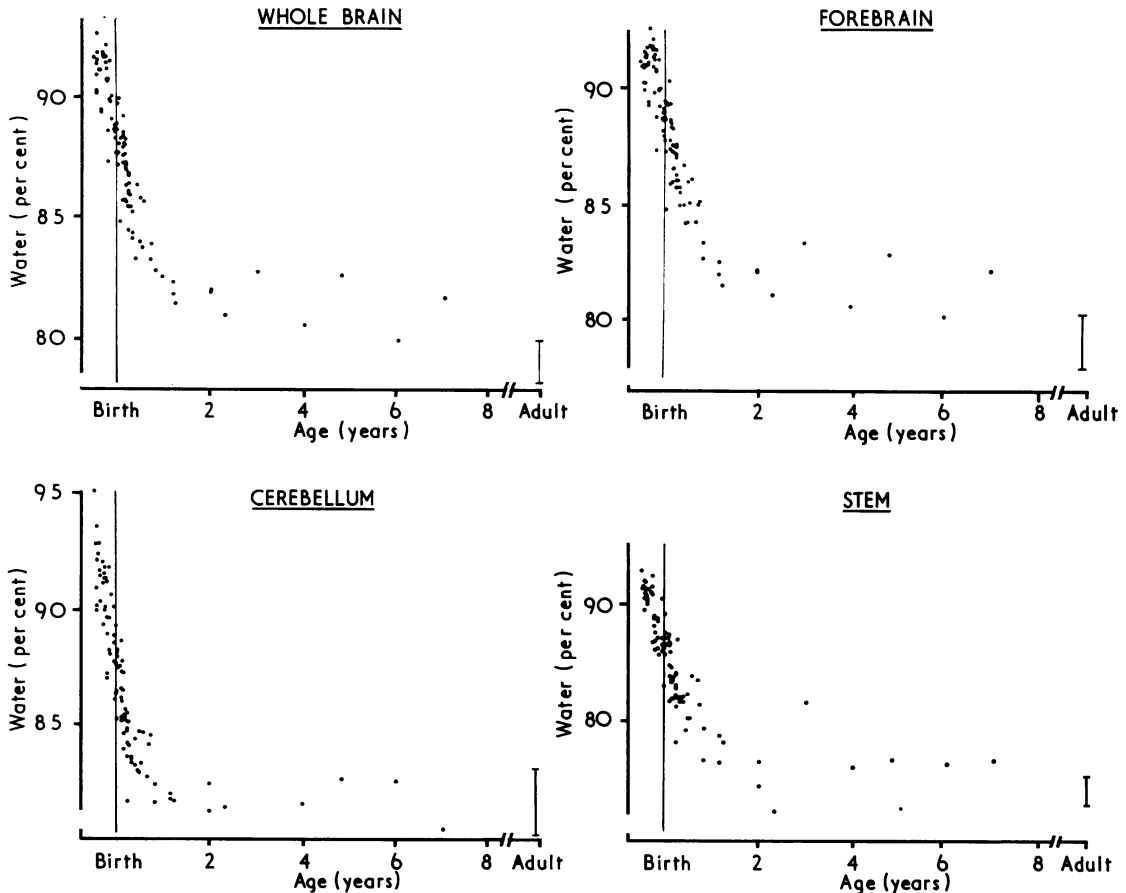 WHOLE BRAIN
Water (per cent)
90
85
80
Birth 2 4 6 8 Adult
Age (years)
FOREBRAIN
Water (per cent)
90
85
80
Birth 2 4 6 8 Adult
Age (years)
CEREBELLUM
Water (per cent)
95
90
85
Birth 2 4 6 8 Adult
Age (years)
STEM
Water (per cent)
90
80
Birth 2 4 6 8 Adult
Age (years)